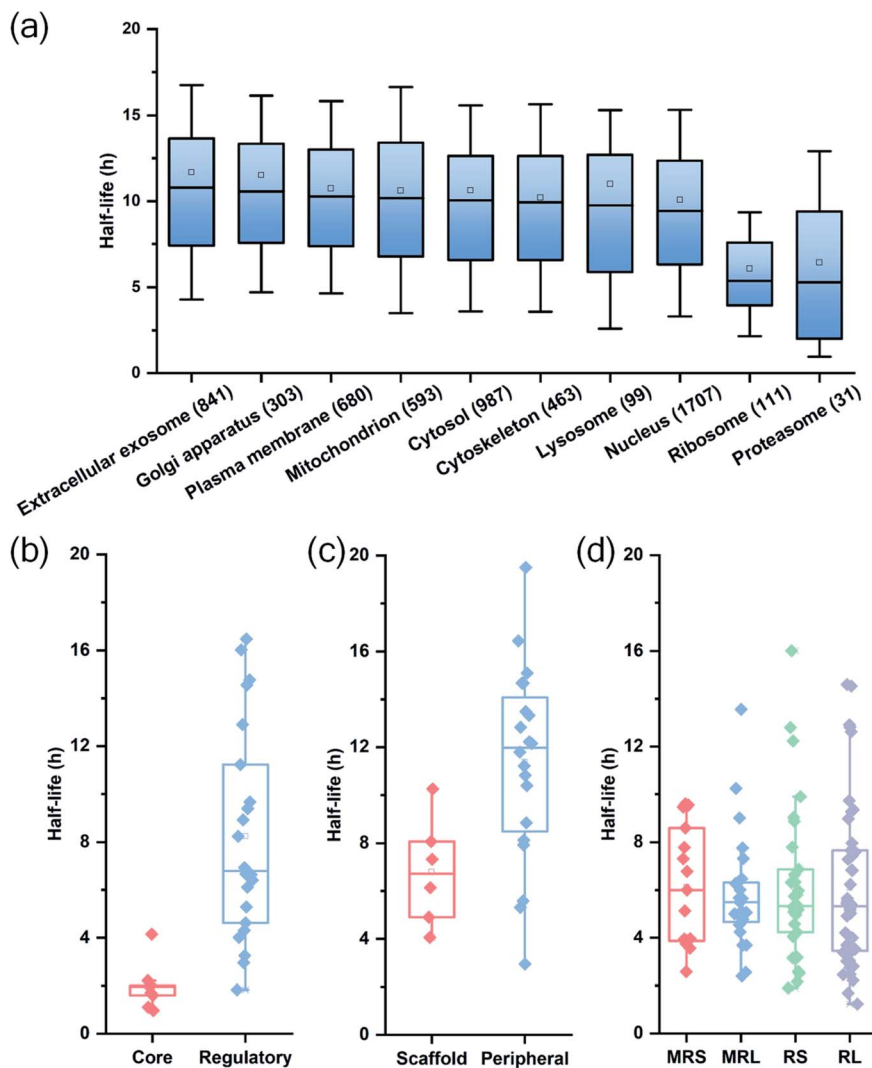 (a)
20
15
10
5
0
Half-life (h)
Extracellular exosome (841)
Golgi apparatus (303)
Plasma membrane (680)
Mitochondrion (593)
Cytosol (987)
Cytoskeleton (463)
Lysosome (99)
Nucleus (1707)
Ribosome (111)
Proteasome (31)
(b)
20
16
12
8
4
0
Half-life (h)
Core Regulatory
(c)
20
16
12
8
4
0
Half-life (h)
Scaffold Peripheral
(d)
20
16
12
8
4
0
Half-life (h)
MRS MRL RS RL